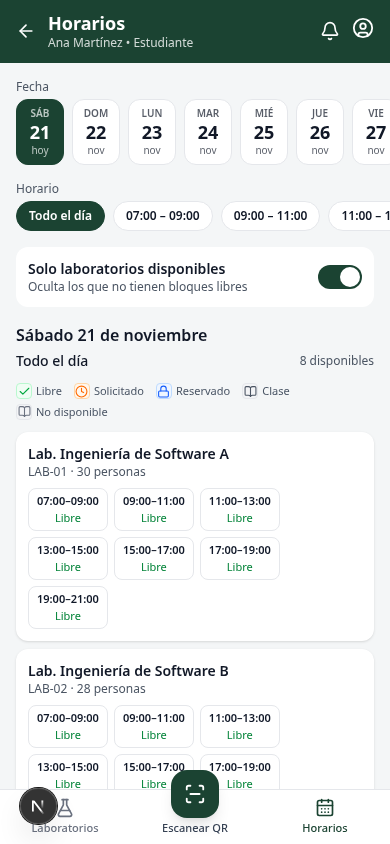 Horarios
Ana Martínez • Estudiante
Fecha
SÁB DOM LUN MAR MIÉ JUE VIE
21 22 23 24 25 26 27
hoy nov nov nov nov nov nov
Horario
Todo el día 07:00 – 09:00 09:00 – 11:00 11:00 – 1
Solo laboratorios disponibles
Oculta los que no tienen bloques libres
Sábado 21 de noviembre
Todo el día 8 disponibles
Libre Solicitado Reservado Clase
No disponible
Lab. Ingeniería de Software A
LAB-01 · 30 personas
07:00–09:00 09:00–11:00 11:00–13:00
Libre Libre Libre
13:00–15:00 15:00–17:00 17:00–19:00
Libre Libre Libre
19:00–21:00
Libre
Lab. Ingeniería de Software B
LAB-02 · 28 personas
07:00–09:00 09:00–11:00 11:00–13:00
Libre Libre Libre
13:00–15:00 15:00–17:00 17:00–19:00
Libre Libre Libre
N
Laboratorios Escanear QR Horarios